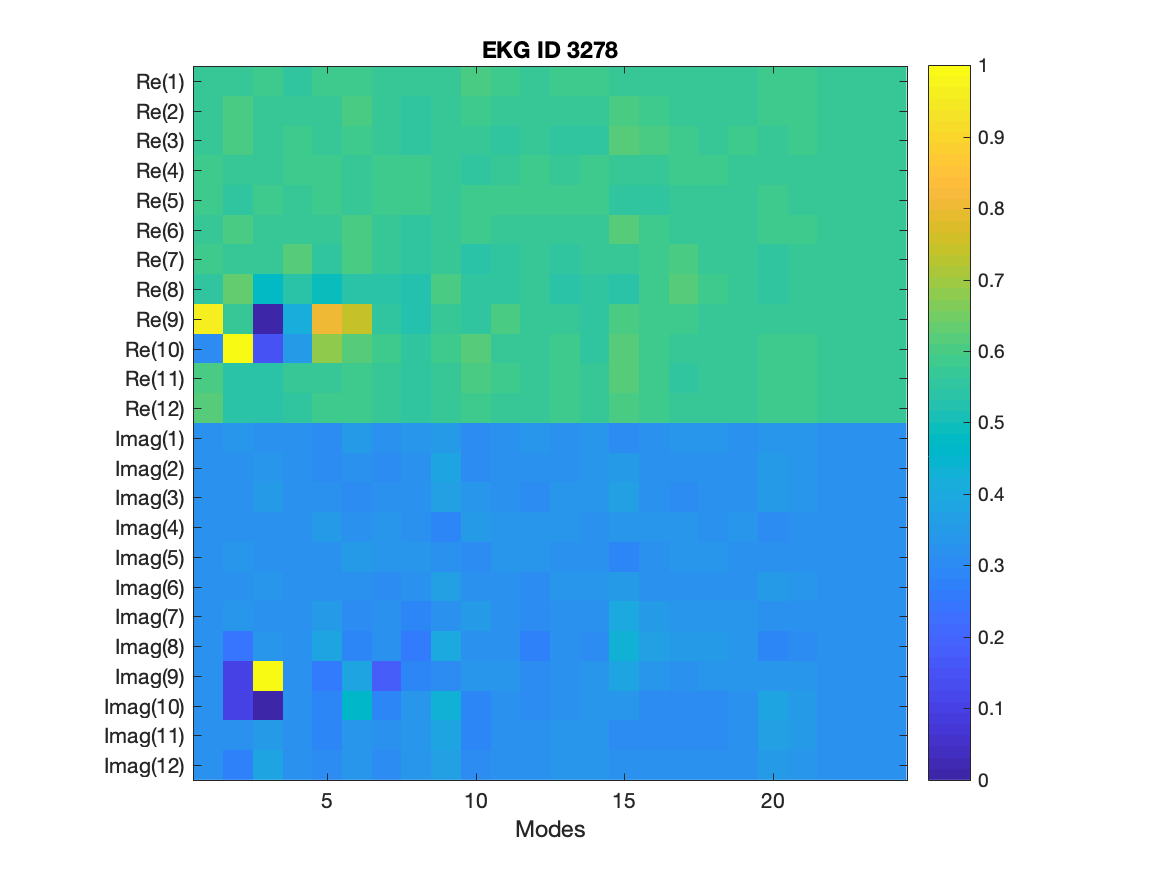 EKG ID 3278
Re(1)
Re(2)
Re(3)
Re(4)
Re(5)
Re(6)
Re(7)
Re(8)
Re(9)
Re(10)
Re(11)
Re(12)
Imag(1)
Imag(2)
Imag(3)
Imag(4)
Imag(5)
Imag(6)
Imag(7)
Imag(8)
Imag(9)
Imag(10)
Imag(11)
Imag(12)
5 10 15 20
Modes
1
0.9
0.8
0.7
0.6
0.5
0.4
0.3
0.2
0.1
0